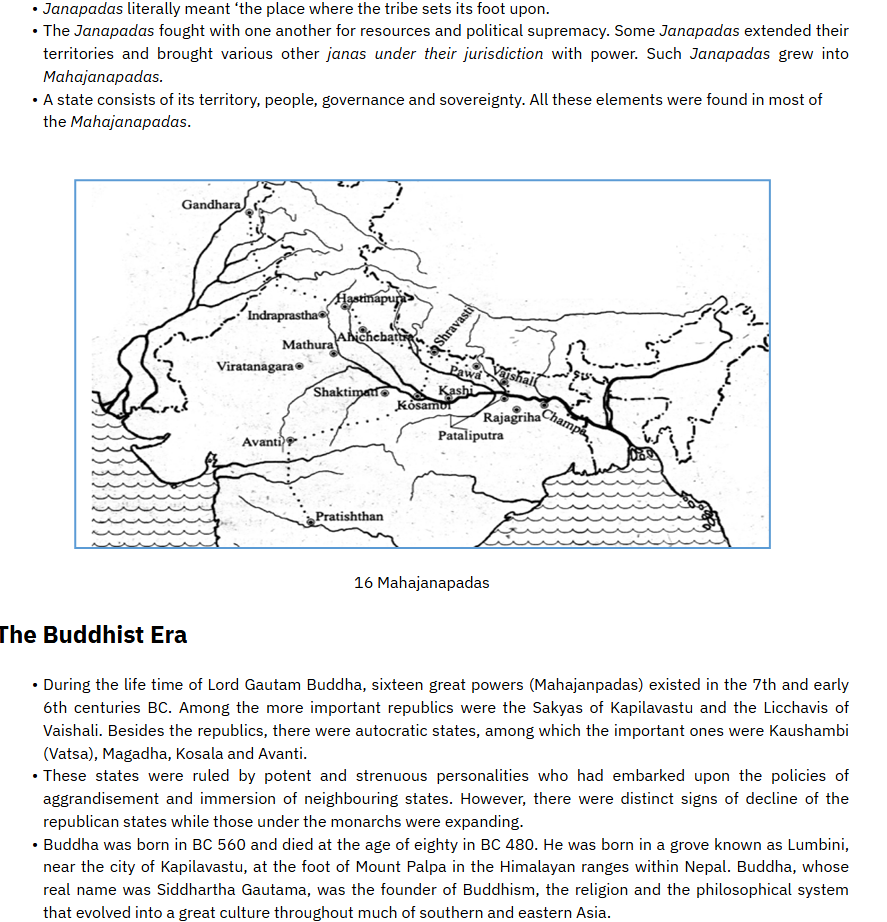 • Janapadas literally meant ‘the place where the tribe sets its foot upon.
• The Janapadas fought with one another for resources and political supremacy. Some Janapadas extended their
territories and brought various other janas under their jurisdiction with power. Such Janapadas grew into
Mahajanapadas.
• A state consists of its territory, people, governance and sovereignty. All these elements were found in most of
the Mahajanapadas.
Gandhara
Hastinapura
Indraprastha
Shravasti
Ahichchatra
Mathura
Viratanagara
Pawa
Vaishali
Shaktimati
Kashi
Kosambi
Rajagriha
Champa
Pataliputra
Avanti
Pratishthan
16 Mahajanapadas
The Buddhist Era
• During the life time of Lord Gautam Buddha, sixteen great powers (Mahajanpadas) existed in the 7th and early
6th centuries BC. Among the more important republics were the Sakyas of Kapilavastu and the Licchavis of
Vaishali. Besides the republics, there were autocratic states, among which the important ones were Kaushambi
(Vatsa), Magadha, Kosala and Avanti.
• These states were ruled by potent and strenuous personalities who had embarked upon the policies of
aggrandisement and immersion of neighbouring states. However, there were distinct signs of decline of the
republican states while those under the monarchs were expanding.
• Buddha was born in BC 560 and died at the age of eighty in BC 480. He was born in a grove known as Lumbini,
near the city of Kapilavastu, at the foot of Mount Palpa in the Himalayan ranges within Nepal. Buddha, whose
real name was Siddhartha Gautama, was the founder of Buddhism, the religion and the philosophical system
that evolved into a great culture throughout much of southern and eastern Asia.